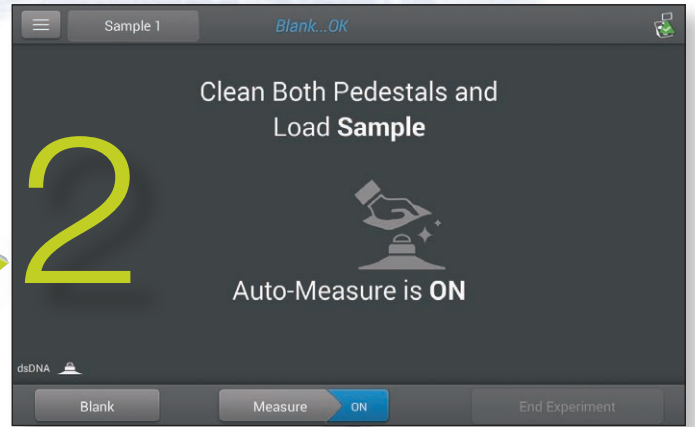 Sample 1
Blank...OK
Clean Both Pedestals and
Load Sample
2
Auto-Measure is ON
dsDNA
Blank
Measure
ON
End Experiment